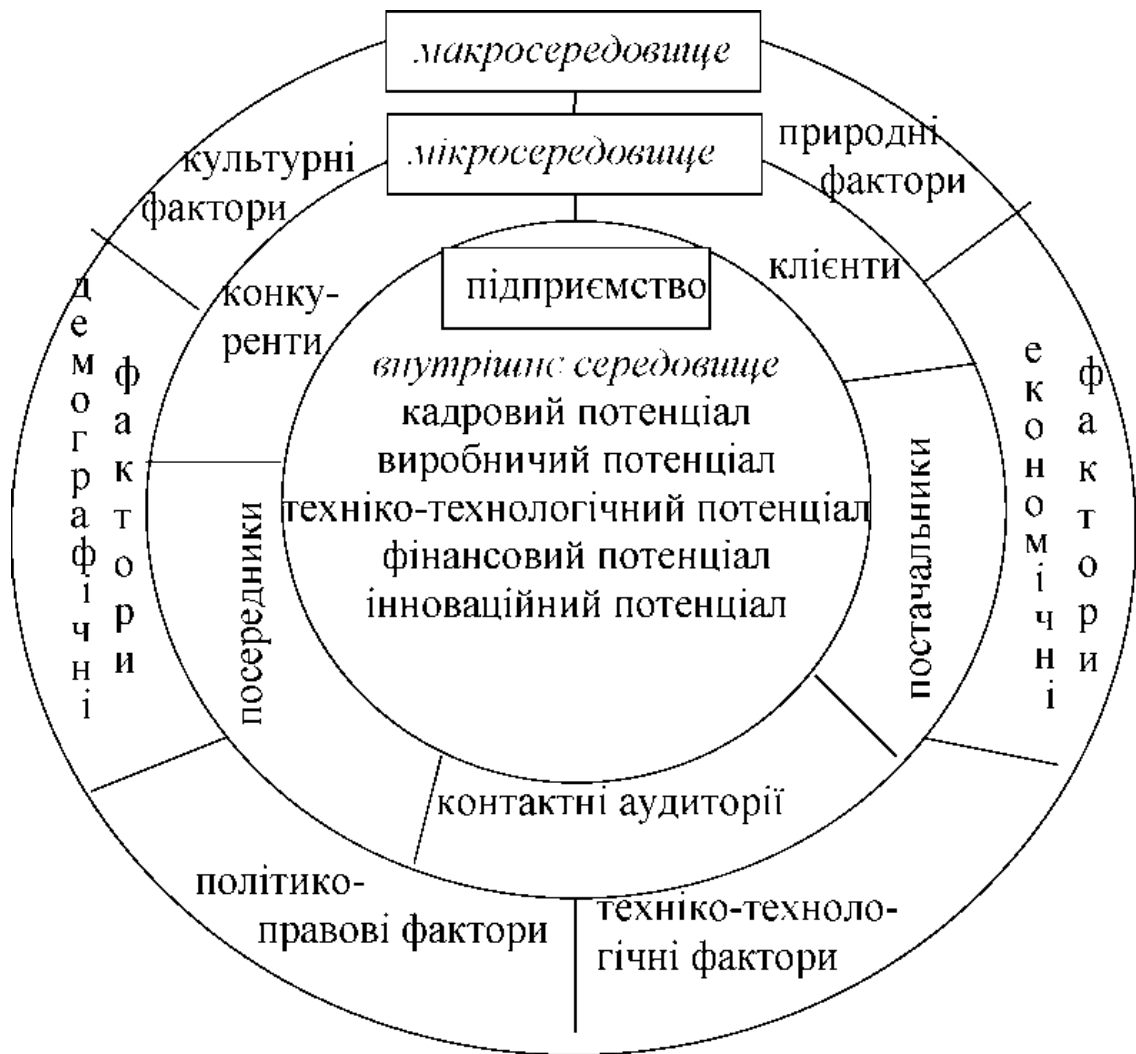 макросередовище
мікросередовище
культурні
фактори
природні
фактори
конку-
ренти
клієнти
підприємство
внутрішнє середовище
кадровий потенціал
виробничий потенціал
техніко-технологічний потенціал
фінансовий потенціал
інноваційний потенціал
демографічні
фактори
посередники
постачальники
економічні
фактори
контактні аудиторії
політико-
правові фактори
техніко-техноло-
гічні фактори